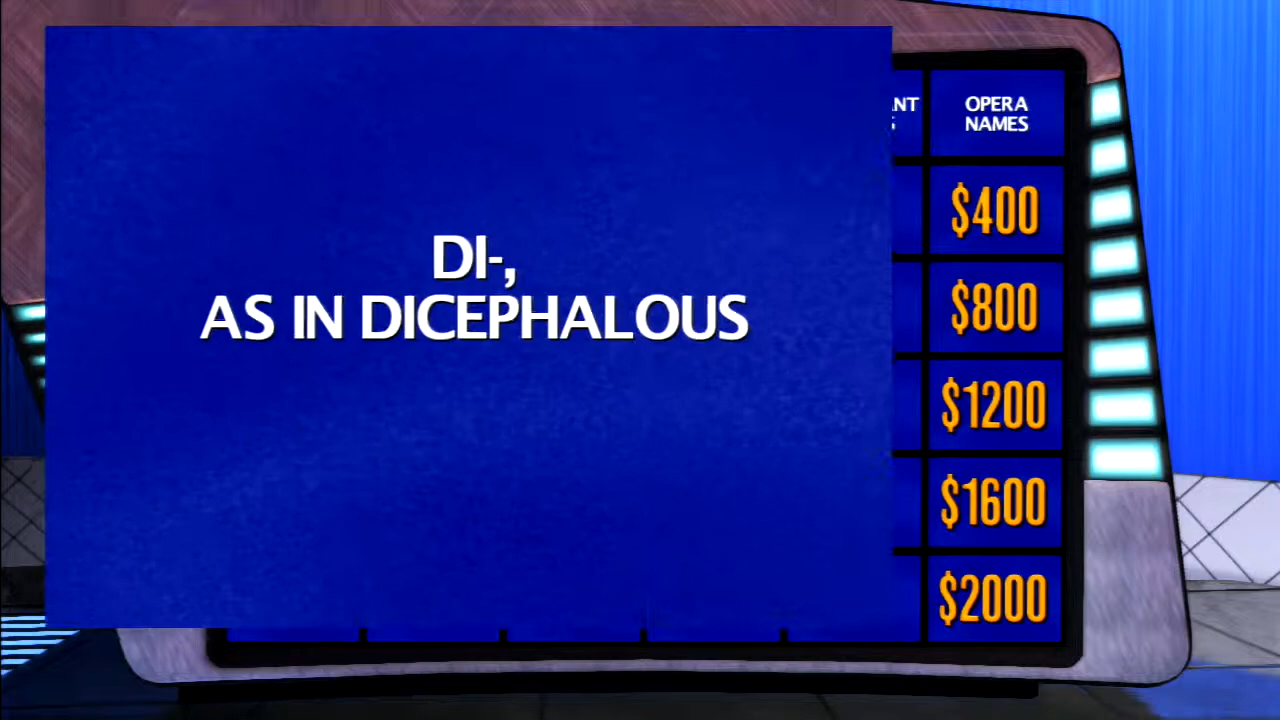 DI-,
AS IN DICEPHALOUS
OPERA
NAMES
$400
$800
$1200
$1600
$2000